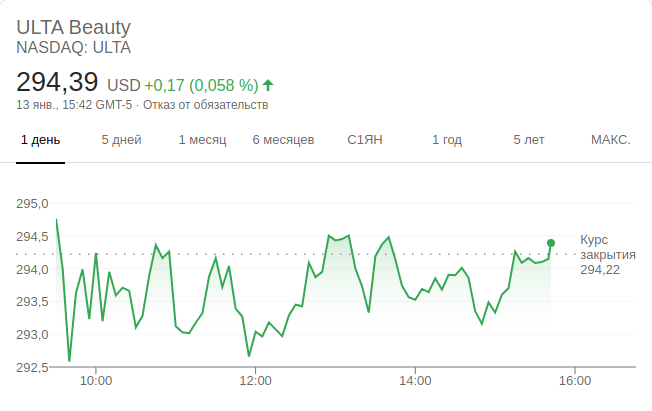 ULTA Beauty
NASDAQ: ULTA
294,39 USD +0,17 (0,058 %)
13 янв., 15:42 GMT-5 · Отказ от обязательств
1 день 5 дней 1 месяц 6 месяцев С1ЯН 1 год 5 лет МАКС.
295,0
294,5
294,0
293,5
293,0
292,5
Курс
закрытия
294,22
10:00 12:00 14:00 16:00